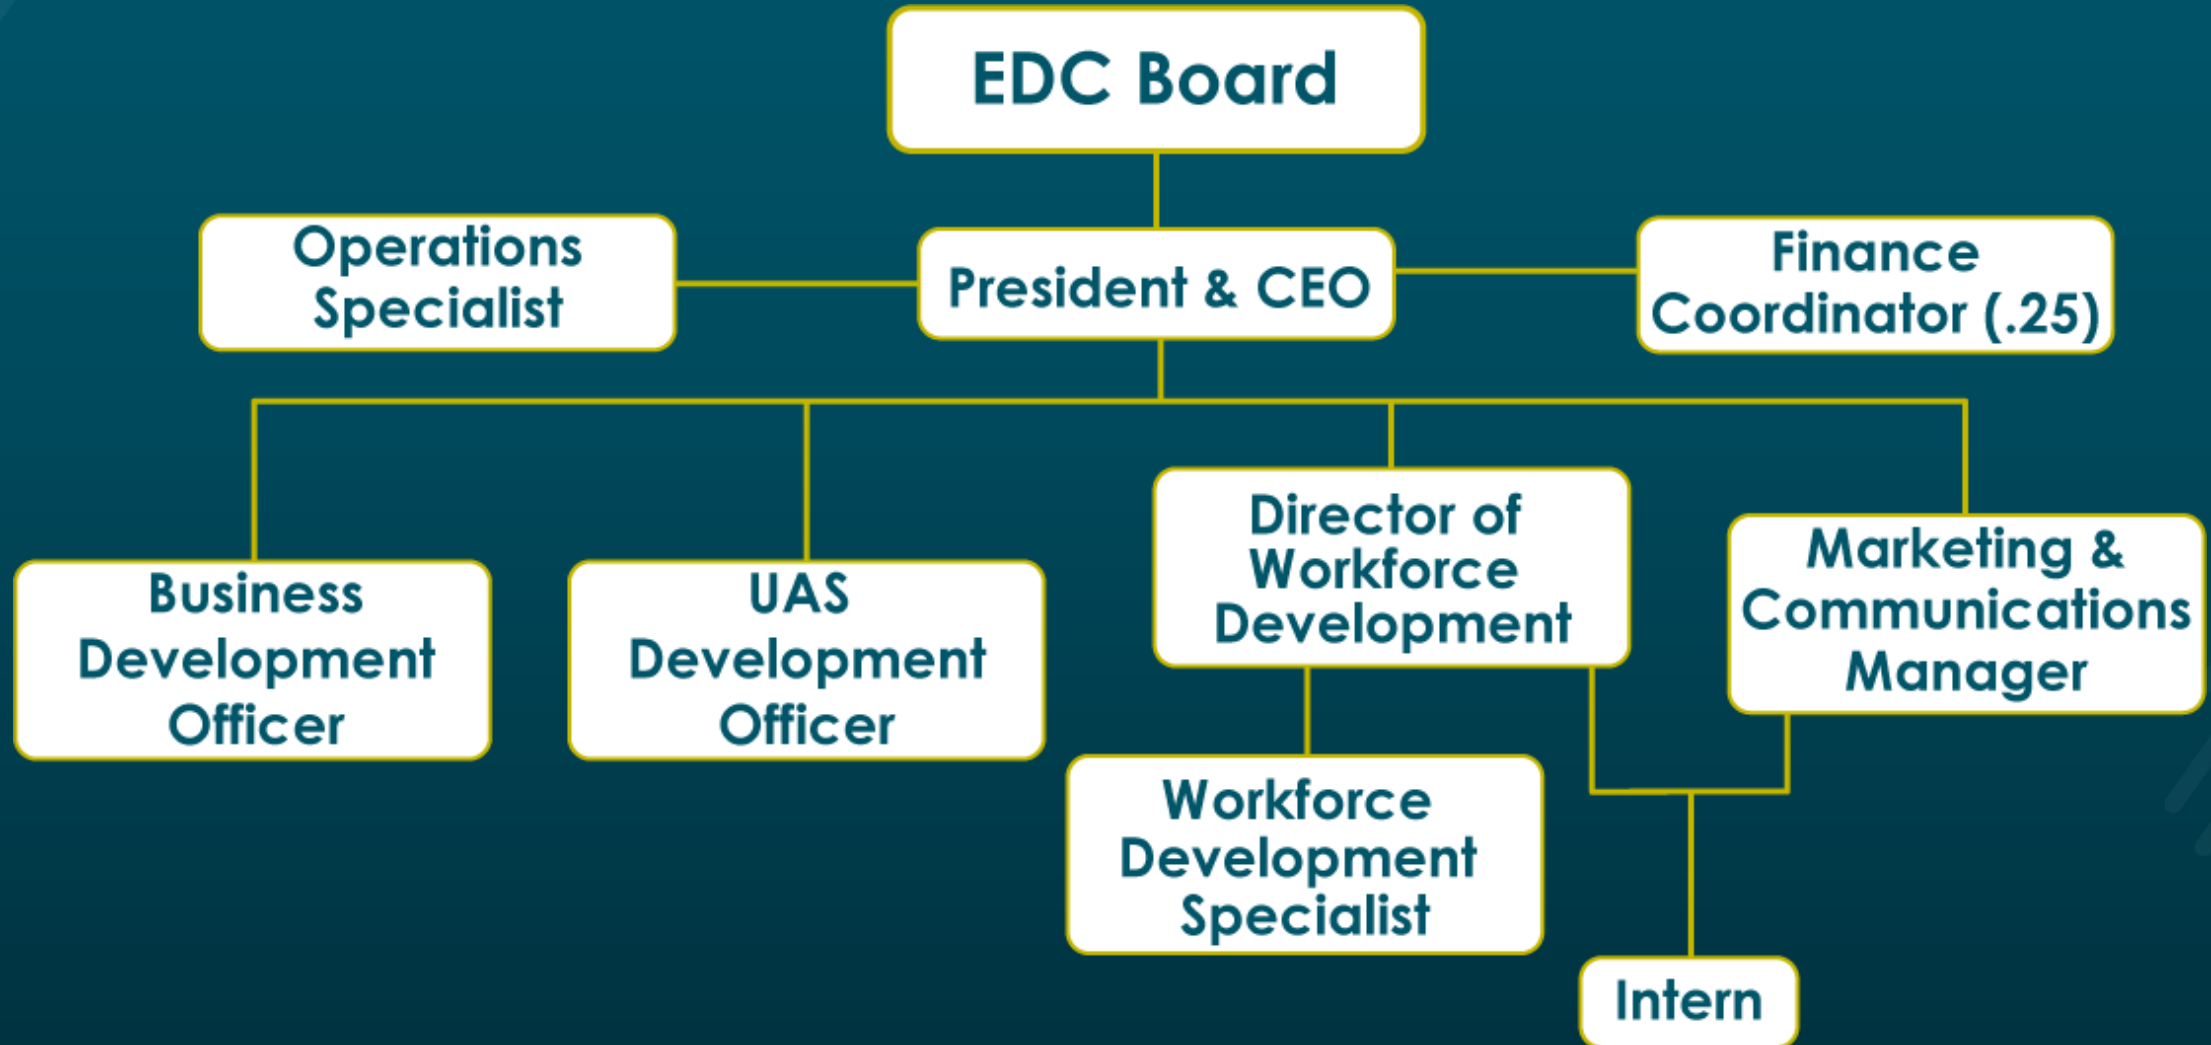 EDC Board
Operations
Specialist
President & CEO
Finance
Coordinator (.25)
Business
Development
Officer
UAS
Development
Officer
Director of
Workforce
Development
Marketing &
Communications
Manager
Workforce
Development
Specialist
Intern